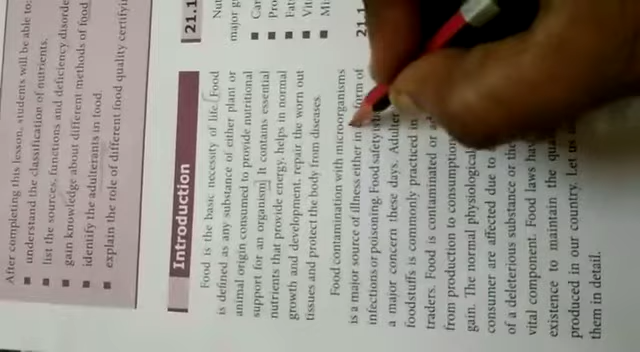 After completing this lesson, students will be able to:
■ understand the classification of nutrients.
■ list the sources, functions and deficiency disorde
■ gain knowledge about different methods of food
■ identify the adulterants in food.
■ explain the role of different food quality certifyin
Introduction
Food is the basic necessity of life. Food
is defined as any substance of either plant or
animal origin consumed to provide nutritional
support for an organism. It contains essential
nutrients that provide energy, helps in normal
growth and development, repair the worn out
tissues and protect the body from diseases.
Food contamination with microorganisms
is a major source of illness either in form of
infections or poisoning. Food safety is
a major concern these days. Adulter
foodstuffs is commonly practiced in
traders. Food is contaminated or
from production to consumption
gain. The normal physiological
consumer are affected due to
of a deleterious substance or the
vital component. Food laws hav
existence to maintain the qua
produced in our country. Let us
them in detail.
21.1
Nut
major g
■ Car
■ Pro
■ Fat
■ Vit
■ Mi
21.1